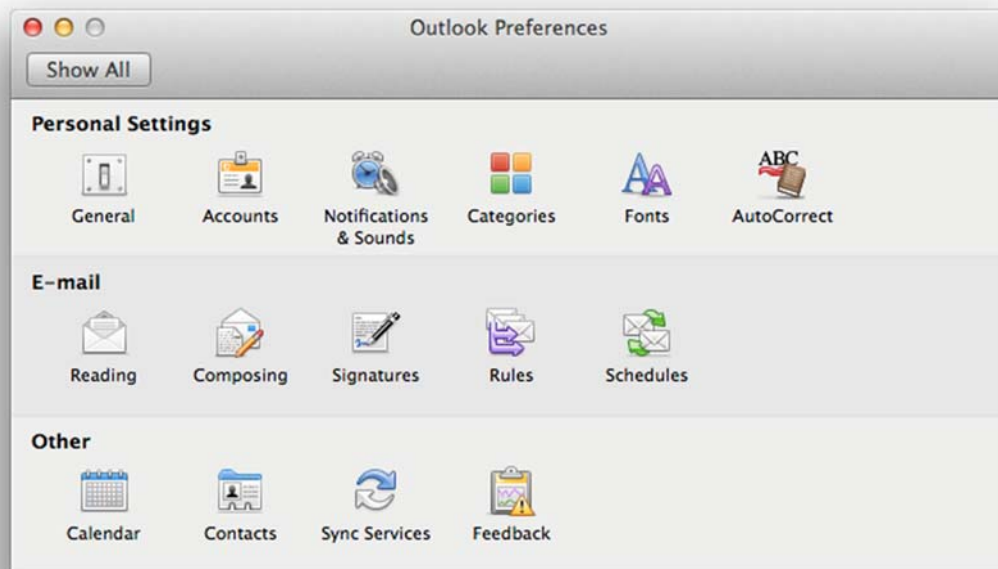 Outlook Preferences
Show All
Personal Settings
General
Accounts
Notifications
& Sounds
Categories
Fonts
ABC
AutoCorrect
E-mail
Reading
Composing
Signatures
Rules
Schedules
Other
Calendar
Contacts
Sync Services
Feedback